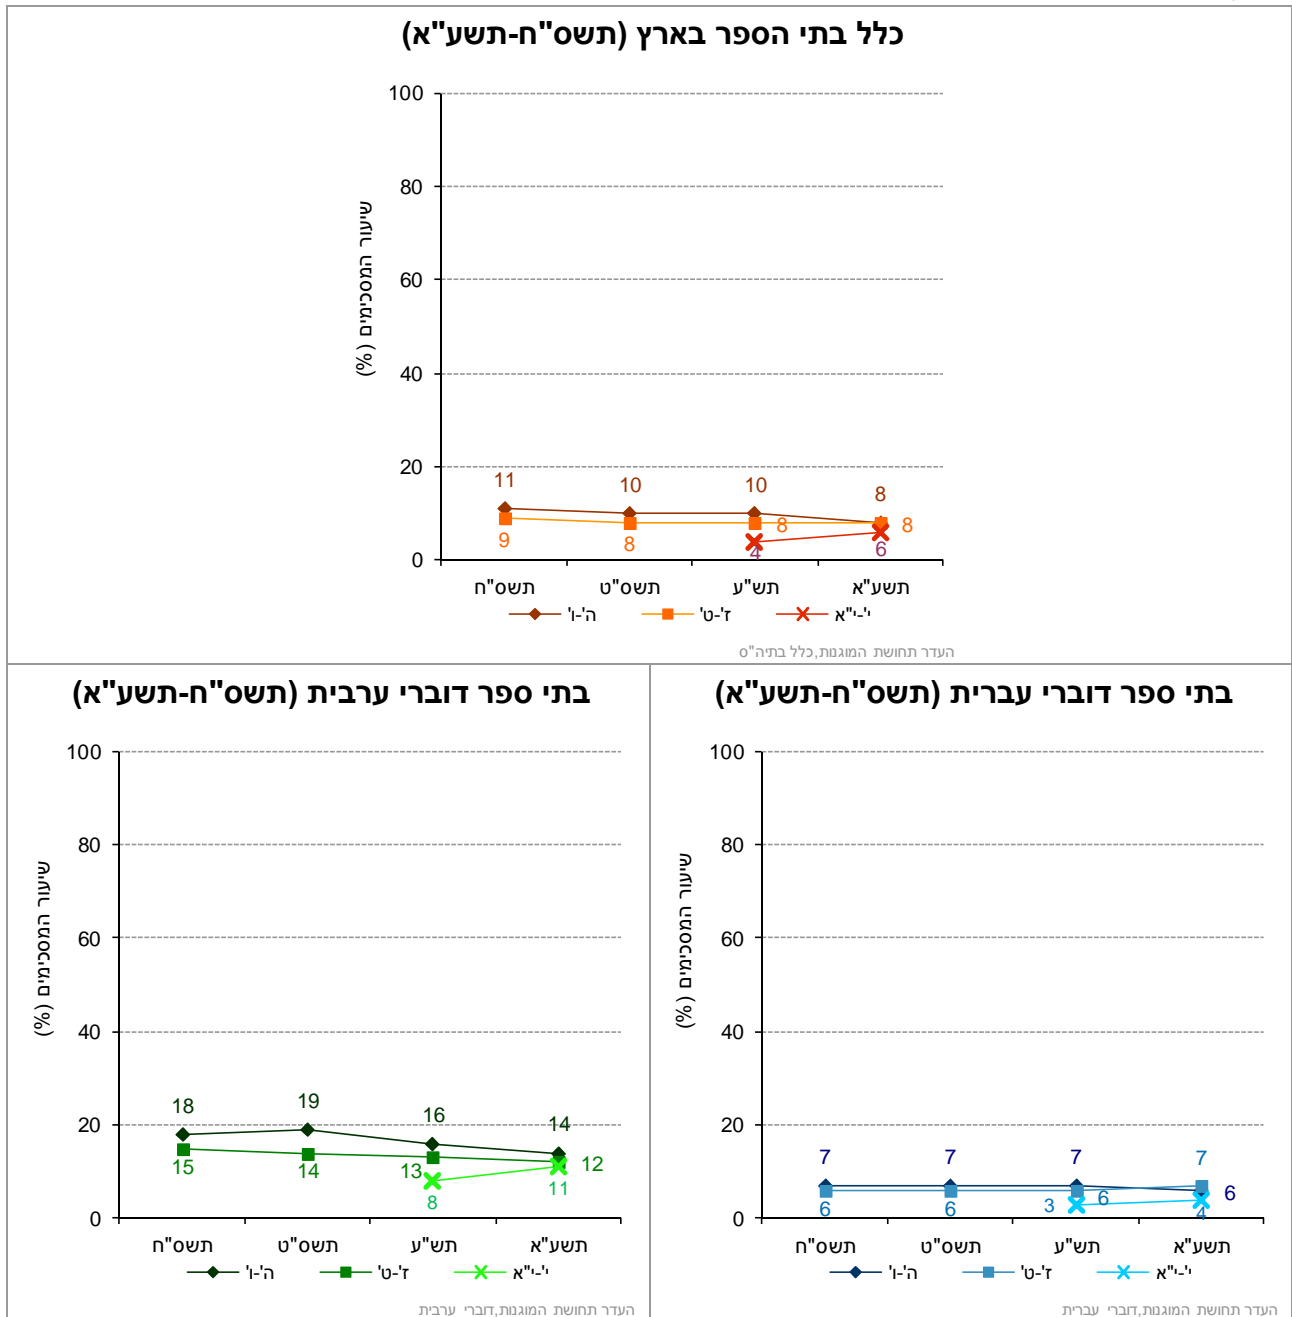 כלל בתי הספר בארץ (תשס"ח-תשע"א)
שיעור המסכימים (%)
100
80
60
40
20
0
11
10
10
8
9
8
8
8
4
6
תשס"ח
תשס"ט
תש"ע
תשע"א
ה'-ו'
ז'-ט'
י'-י"א
העדר תחושת המוגנות,כלל בתיה"ס
בתי ספר דוברי עברית (תשס"ח-תשע"א)
שיעור המסכימים (%)
100
80
60
40
20
0
7
7
7
7
6
6
6
6
3
4
תשס"ח
תשס"ט
תש"ע
תשע"א
ה'-ו'
ז'-ט'
י'-י"א
העדר תחושת המוגנות,דוברי עברית
בתי ספר דוברי ערבית (תשס"ח-תשע"א)
שיעור המסכימים (%)
100
80
60
40
20
0
18
19
16
14
15
14
13
12
8
11
תשס"ח
תשס"ט
תש"ע
תשע"א
ה'-ו'
ז'-ט'
י'-י"א
העדר תחושת המוגנות,דוברי ערבית